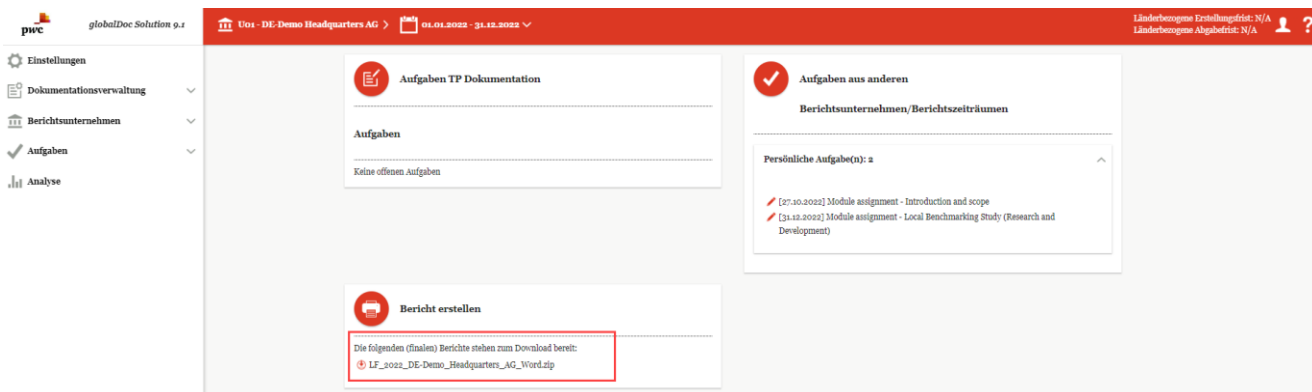 pwc
globalDoc Solution 9.1
U01 - DE-Demo Headquarters AG
01.01.2022 - 31.12.2022
Länderbezogene Erstellungsfrist: N/A
Länderbezogene Abgabefrist: N/A
?
Einstellungen
Dokumentationsverwaltung
Berichtsunternehmen
Aufgaben
Analyse
Aufgaben TP Dokumentation
Aufgaben
Keine offenen Aufgaben
Aufgaben aus anderen
Berichtsunternehmen/Berichtszeiträumen
Persönliche Aufgabe(n): 2
[27.10.2022] Module assignment - Introduction and scope
[31.12.2022] Module assignment - Local Benchmarking Study (Research and
Development)
Bericht erstellen
Die folgenden (finalen) Berichte stehen zum Download bereit:
LF_2022_DE-Demo_Headquarters_AG_Word.zip